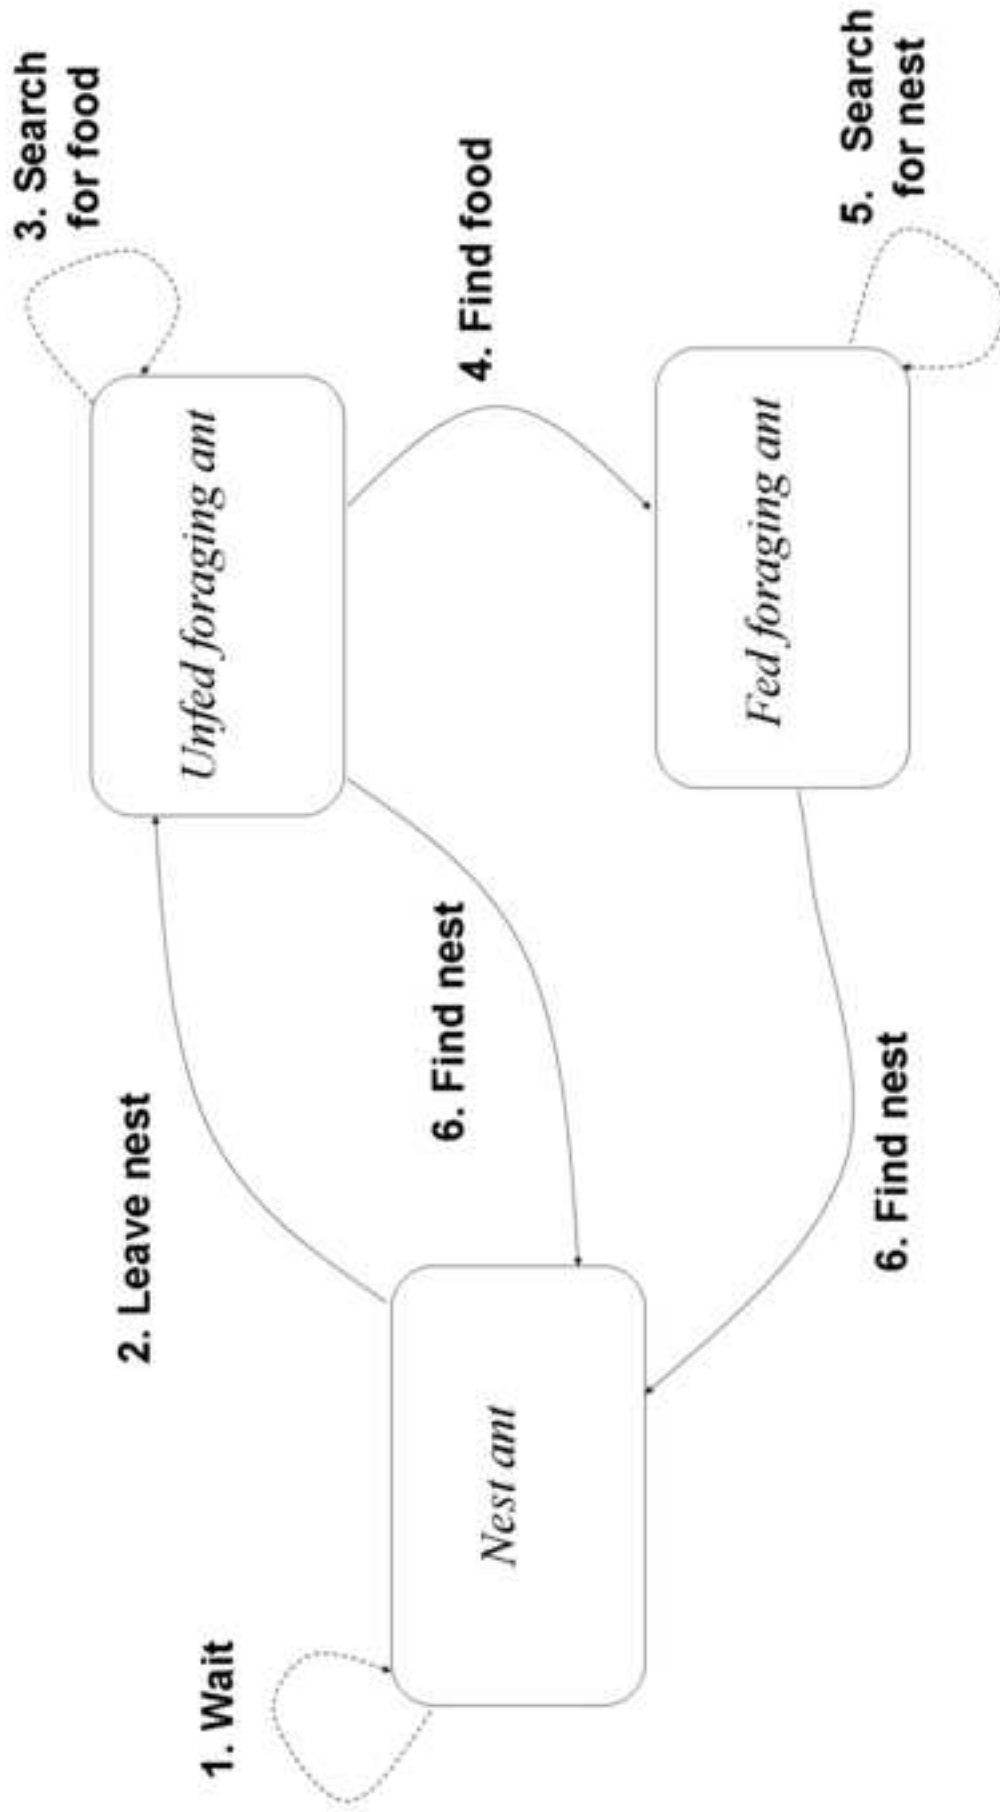 1. Wait
Nest ant
2. Leave nest
6. Find nest
6. Find nest
Unfed foraging ant
3. Search
for food
4. Find food
Fed foraging ant
5. Search
for nest